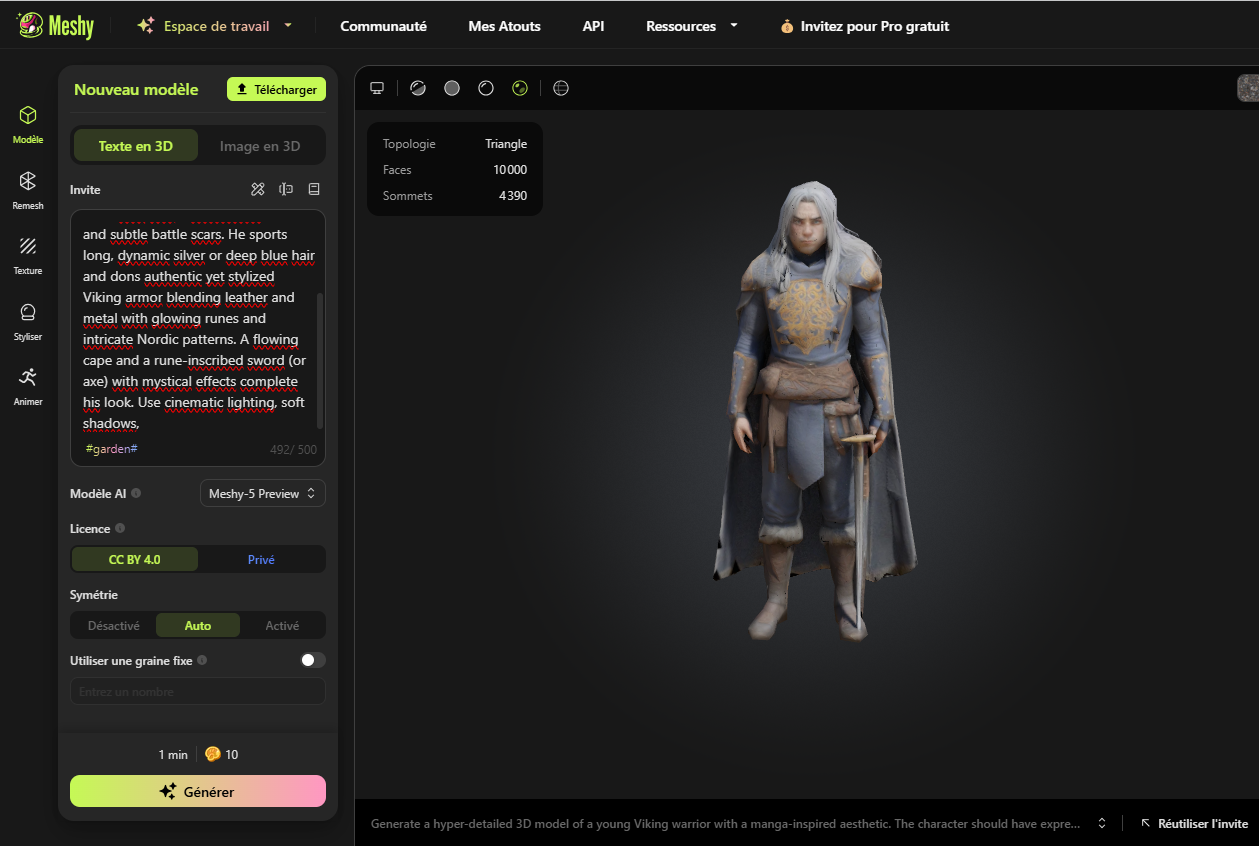 Meshy
Espace de travail
Communauté
Mes Atouts
API
Ressources
Invitez pour Pro gratuit
Modèle
Remesh
Texture
Styliser
Animer
Nouveau modèle
Télécharger
Texte en 3D
Image en 3D
Invite
and subtle battle scars. He sports
long, dynamic silver or deep blue hair
and dons authentic yet stylized
Viking armor blending leather and
metal with glowing runes and
intricate Nordic patterns. A flowing
cape and a rune-inscribed sword (or
axe) with mystical effects complete
his look. Use cinematic lighting, soft
shadows,
#garden#
492/ 500
Modèle AI
Meshy-5 Preview
Licence
CC BY 4.0
Privé
Symétrie
Désactivé
Auto
Activé
Utiliser une graine fixe
Entrez un nombre
1 min
10
Générer
Topologie Triangle
Faces 10 000
Sommets 4 390
Generate a hyper-detailed 3D model of a young Viking warrior with a manga-inspired aesthetic. The character should have expre...
Réutiliser l'invite